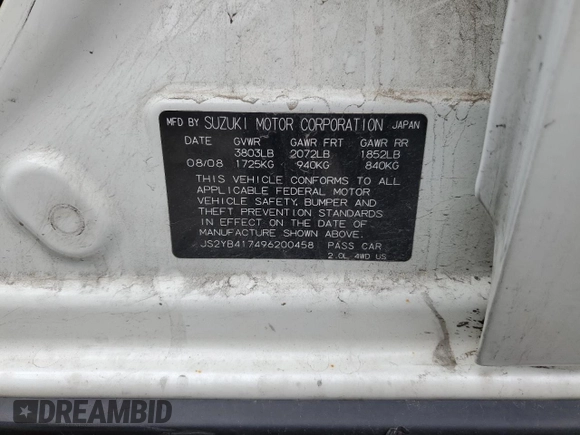 MFD BY SUZUKI MOTOR CORPORATION JAPAN
DATE GVWR GAWR FRT GAWR RR
3803LB 2072LB 1852LB
08/08 1725KG 940KG 840KG
THIS VEHICLE CONFORMS TO ALL
APPLICABLE FEDERAL MOTOR
VEHICLE SAFETY, BUMPER AND
THEFT PREVENTION STANDARDS
IN EFFECT ON THE DATE OF
MANUFACTURE SHOWN ABOVE.
JS2YB417496200458 PASS CAR
2.0L 4WD US
DREAMBID